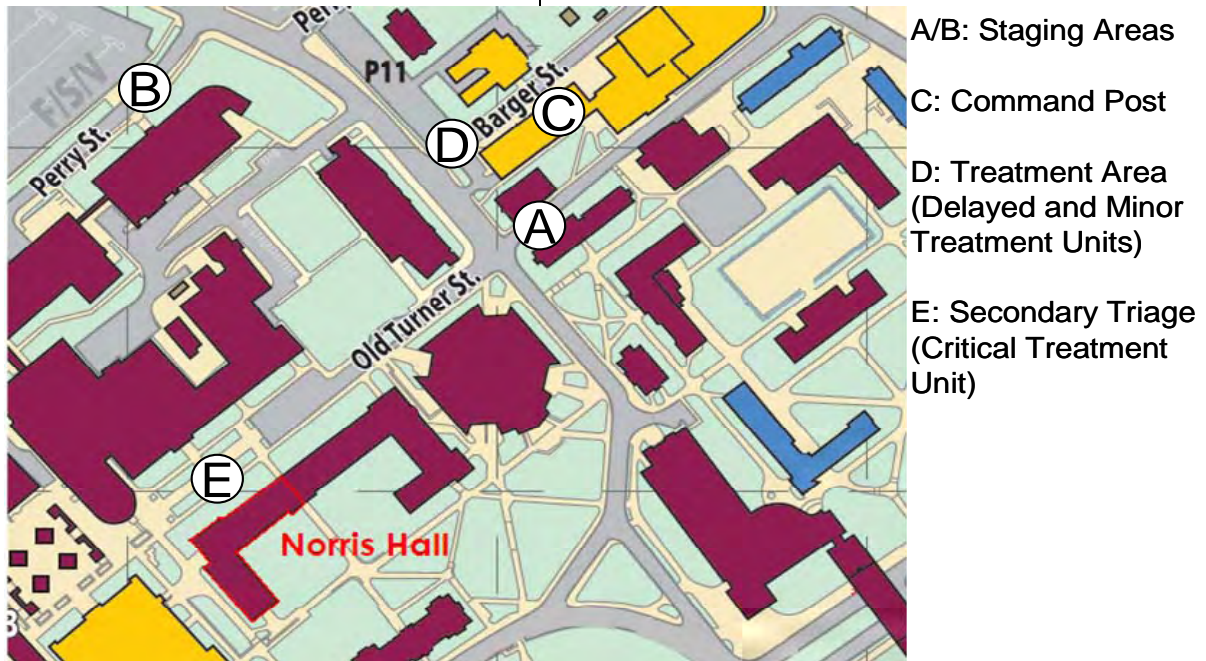 Perry
P11
F/S/V
B
Perry St.
Barger St.
C
D
A
Old Turner St.
E
Norris Hall
A/B: Staging Areas
C: Command Post
D: Treatment Area
(Delayed and Minor
Treatment Units)
E: Secondary Triage
(Critical Treatment
Unit)